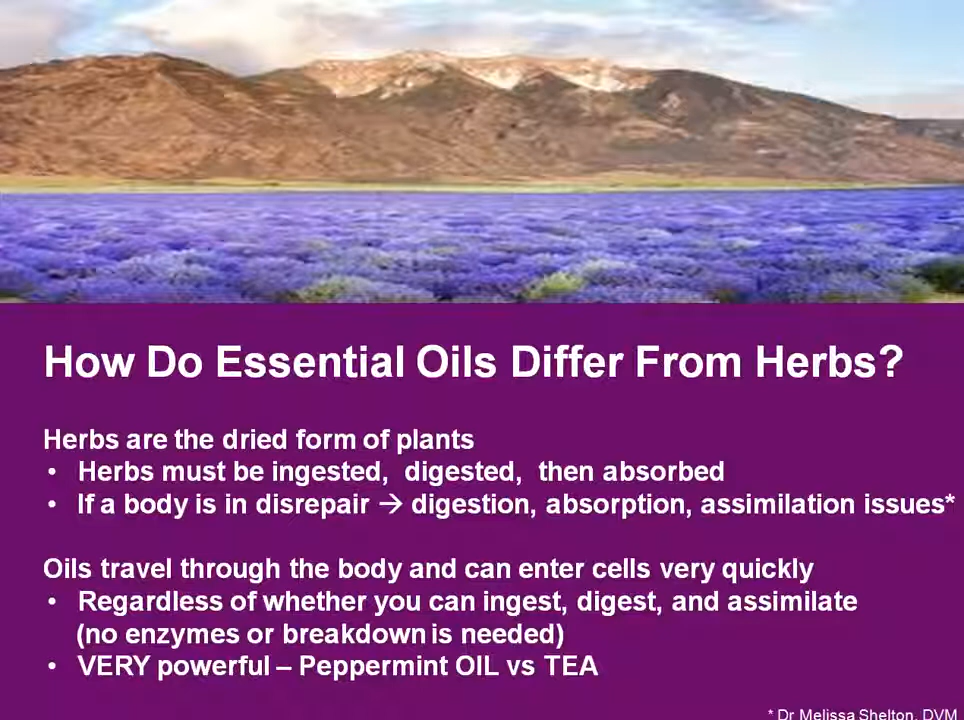 How Do Essential Oils Differ From Herbs?
Herbs are the dried form of plants
• Herbs must be ingested, digested, then absorbed
• If a body is in disrepair → digestion, absorption, assimilation issues*
Oils travel through the body and can enter cells very quickly
• Regardless of whether you can ingest, digest, and assimilate
(no enzymes or breakdown is needed)
• VERY powerful – Peppermint OIL vs TEA
* Dr Melissa Shelton, DVM